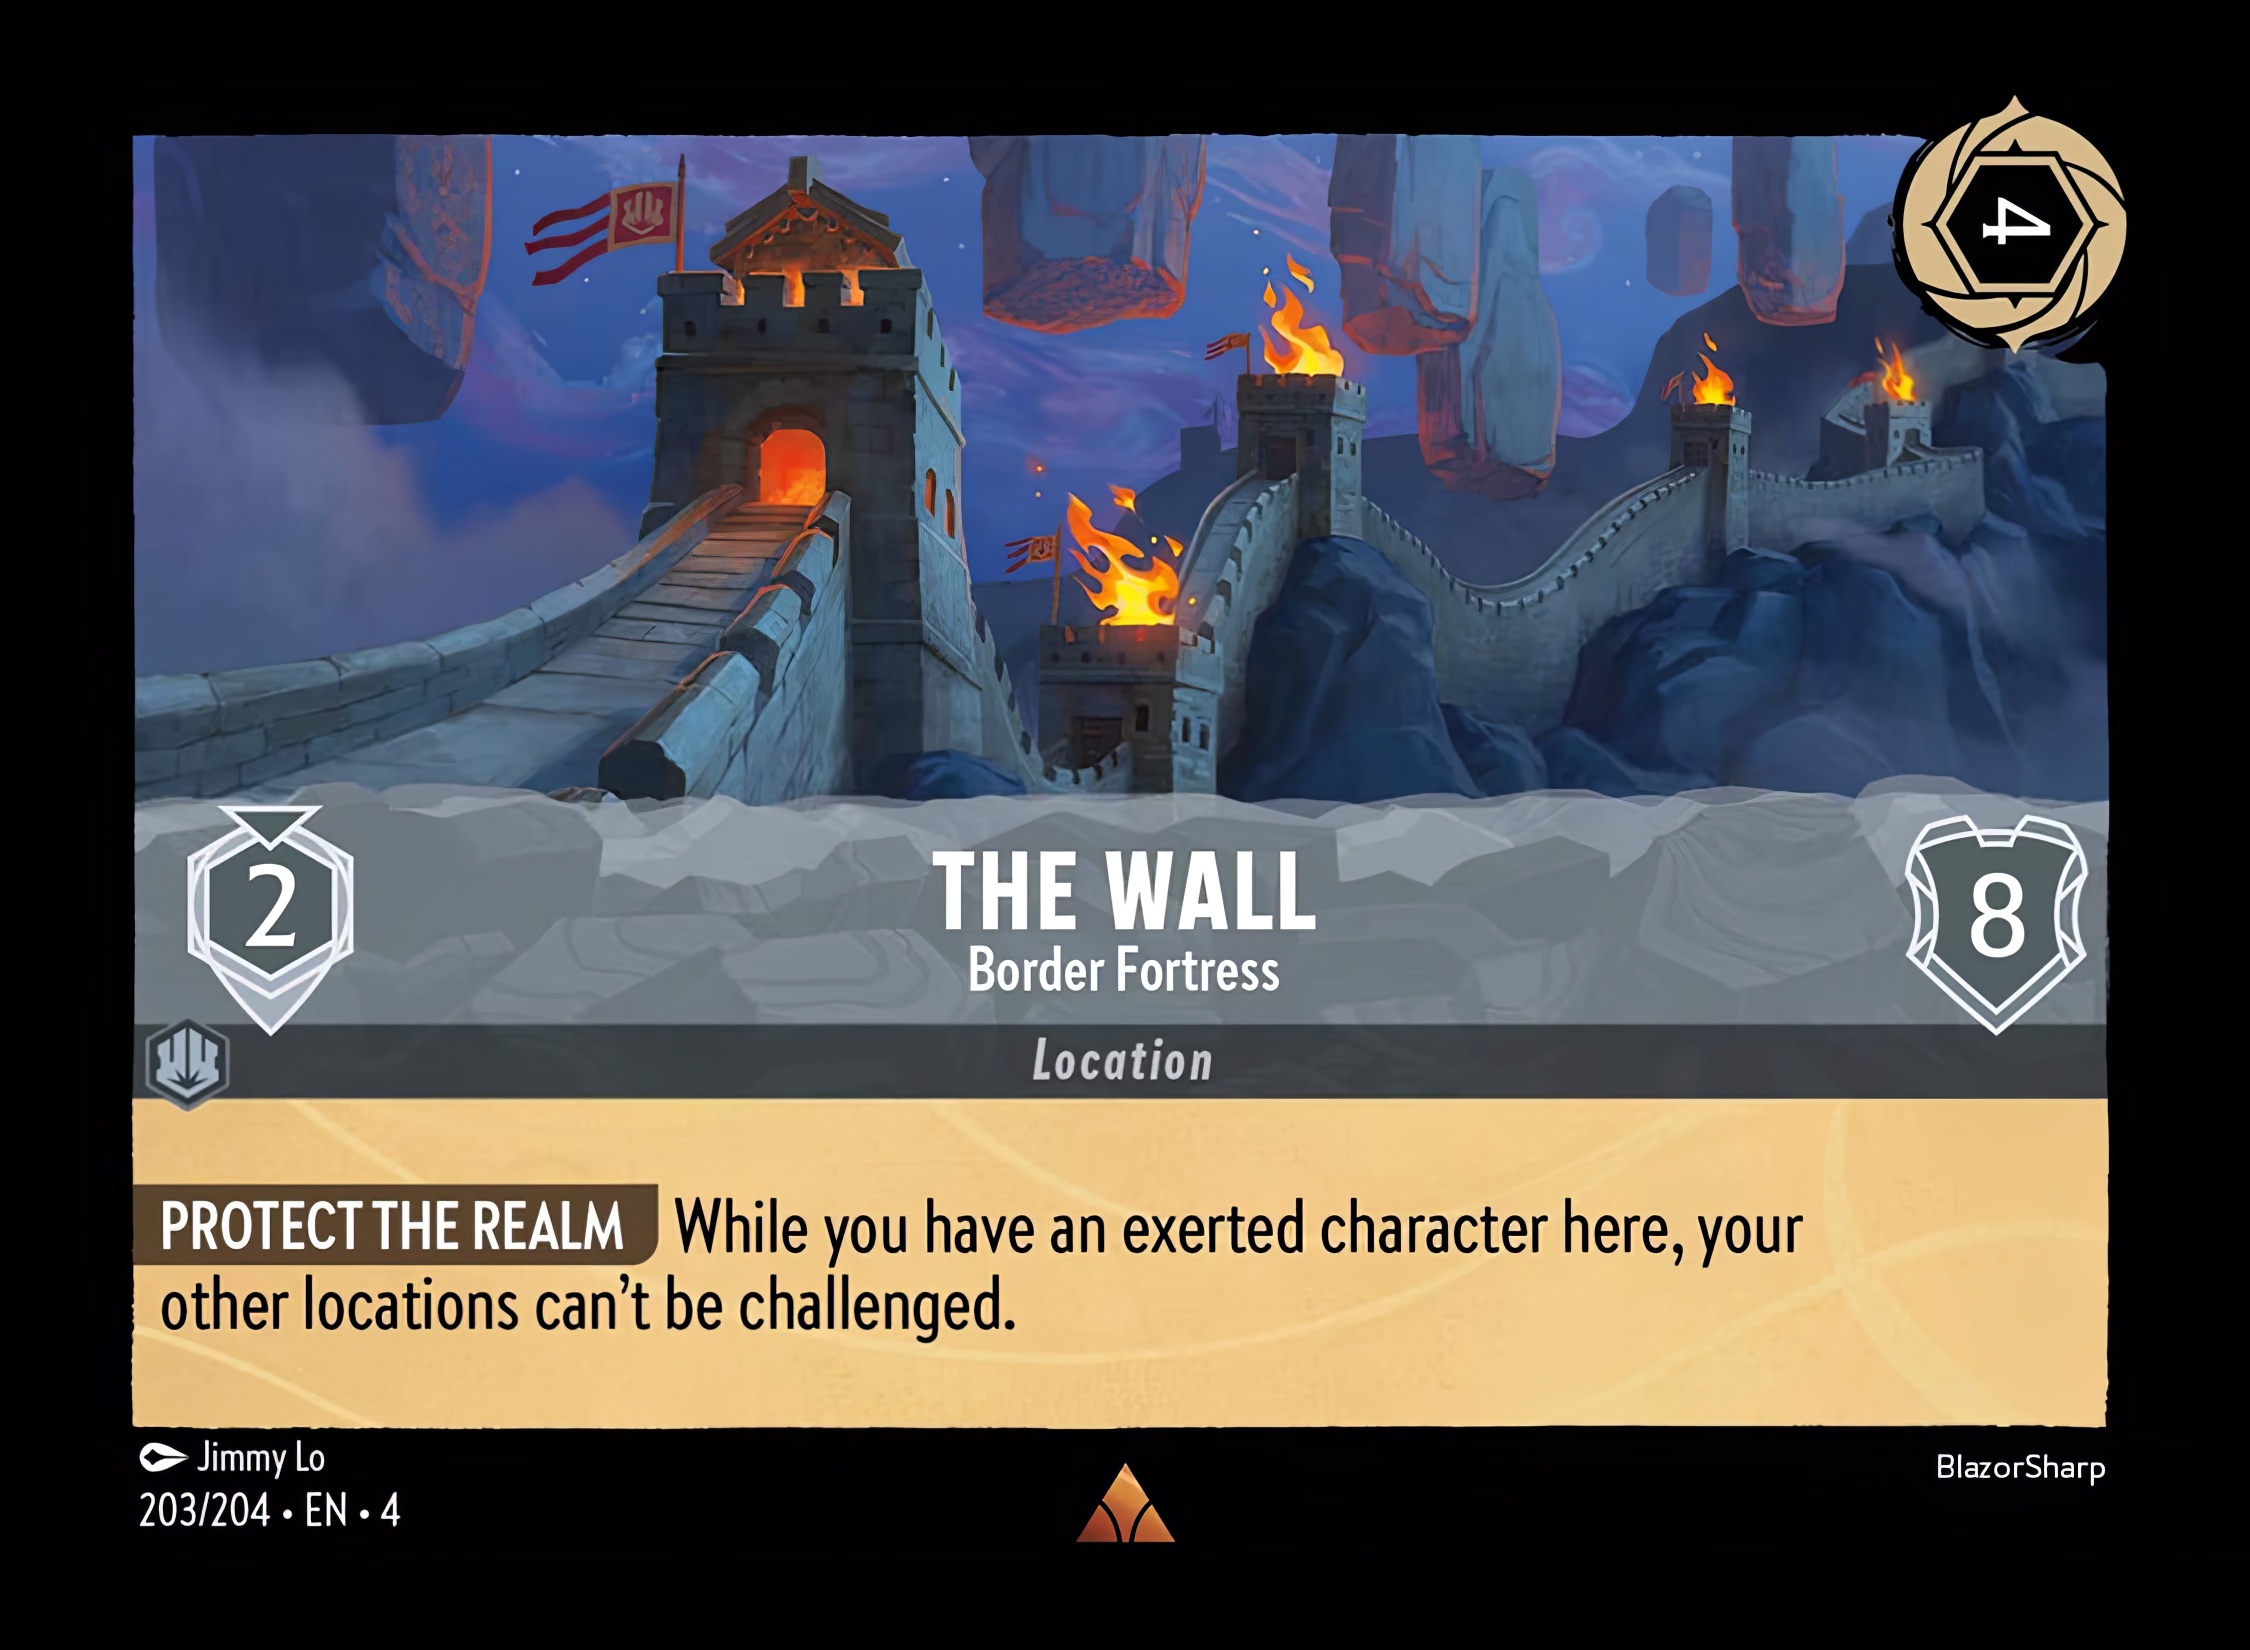 4
2
THE WALL
8
Border Fortress
Location
PROTECT THE REALM While you have an exerted character here, your
other locations can't be challenged.
Jimmy Lo
BlazorSharp
203/204 • EN • 4